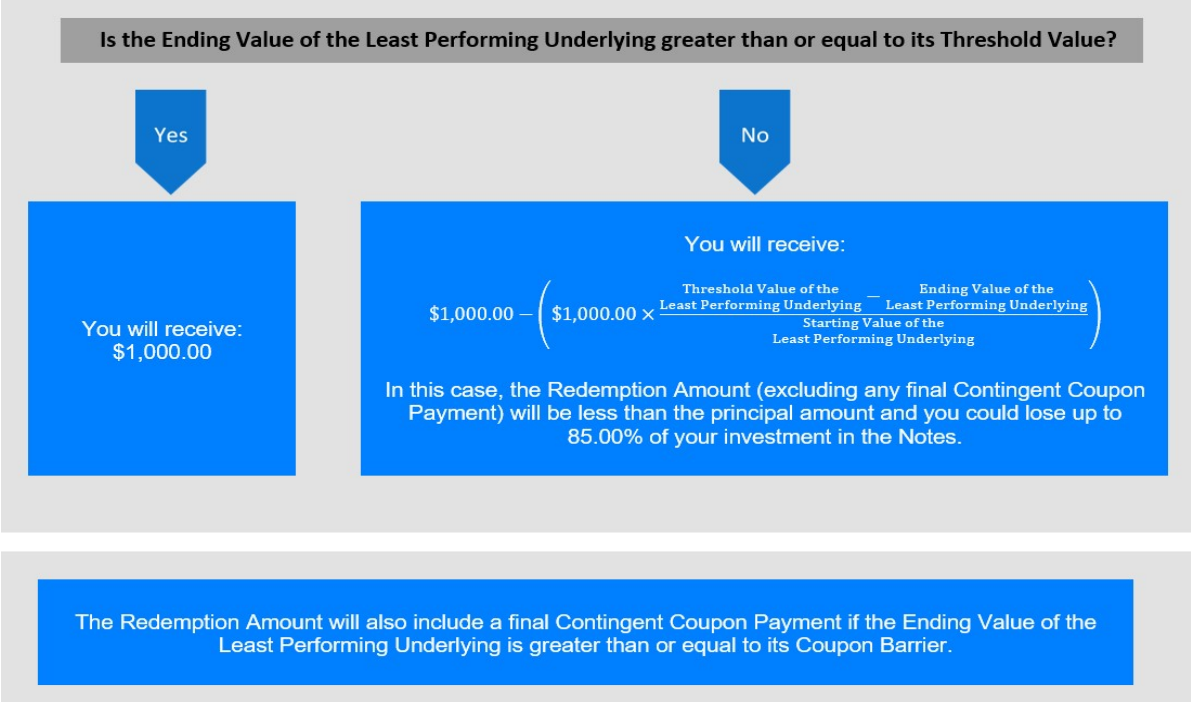 Is the Ending Value of the Least Performing Underlying greater than or equal to its Threshold Value?
Yes
No
You will receive:
$1,000.00
You will receive:
Threshold Value of the Ending Value of the
Least Performing Underlying − Least Performing Underlying
$1,000.00 − ( $1,000.00 × )
Starting Value of the
Least Performing Underlying
In this case, the Redemption Amount (excluding any final Contingent Coupon
Payment) will be less than the principal amount and you could lose up to
85.00% of your investment in the Notes.
The Redemption Amount will also include a final Contingent Coupon Payment if the Ending Value of the
Least Performing Underlying is greater than or equal to its Coupon Barrier.